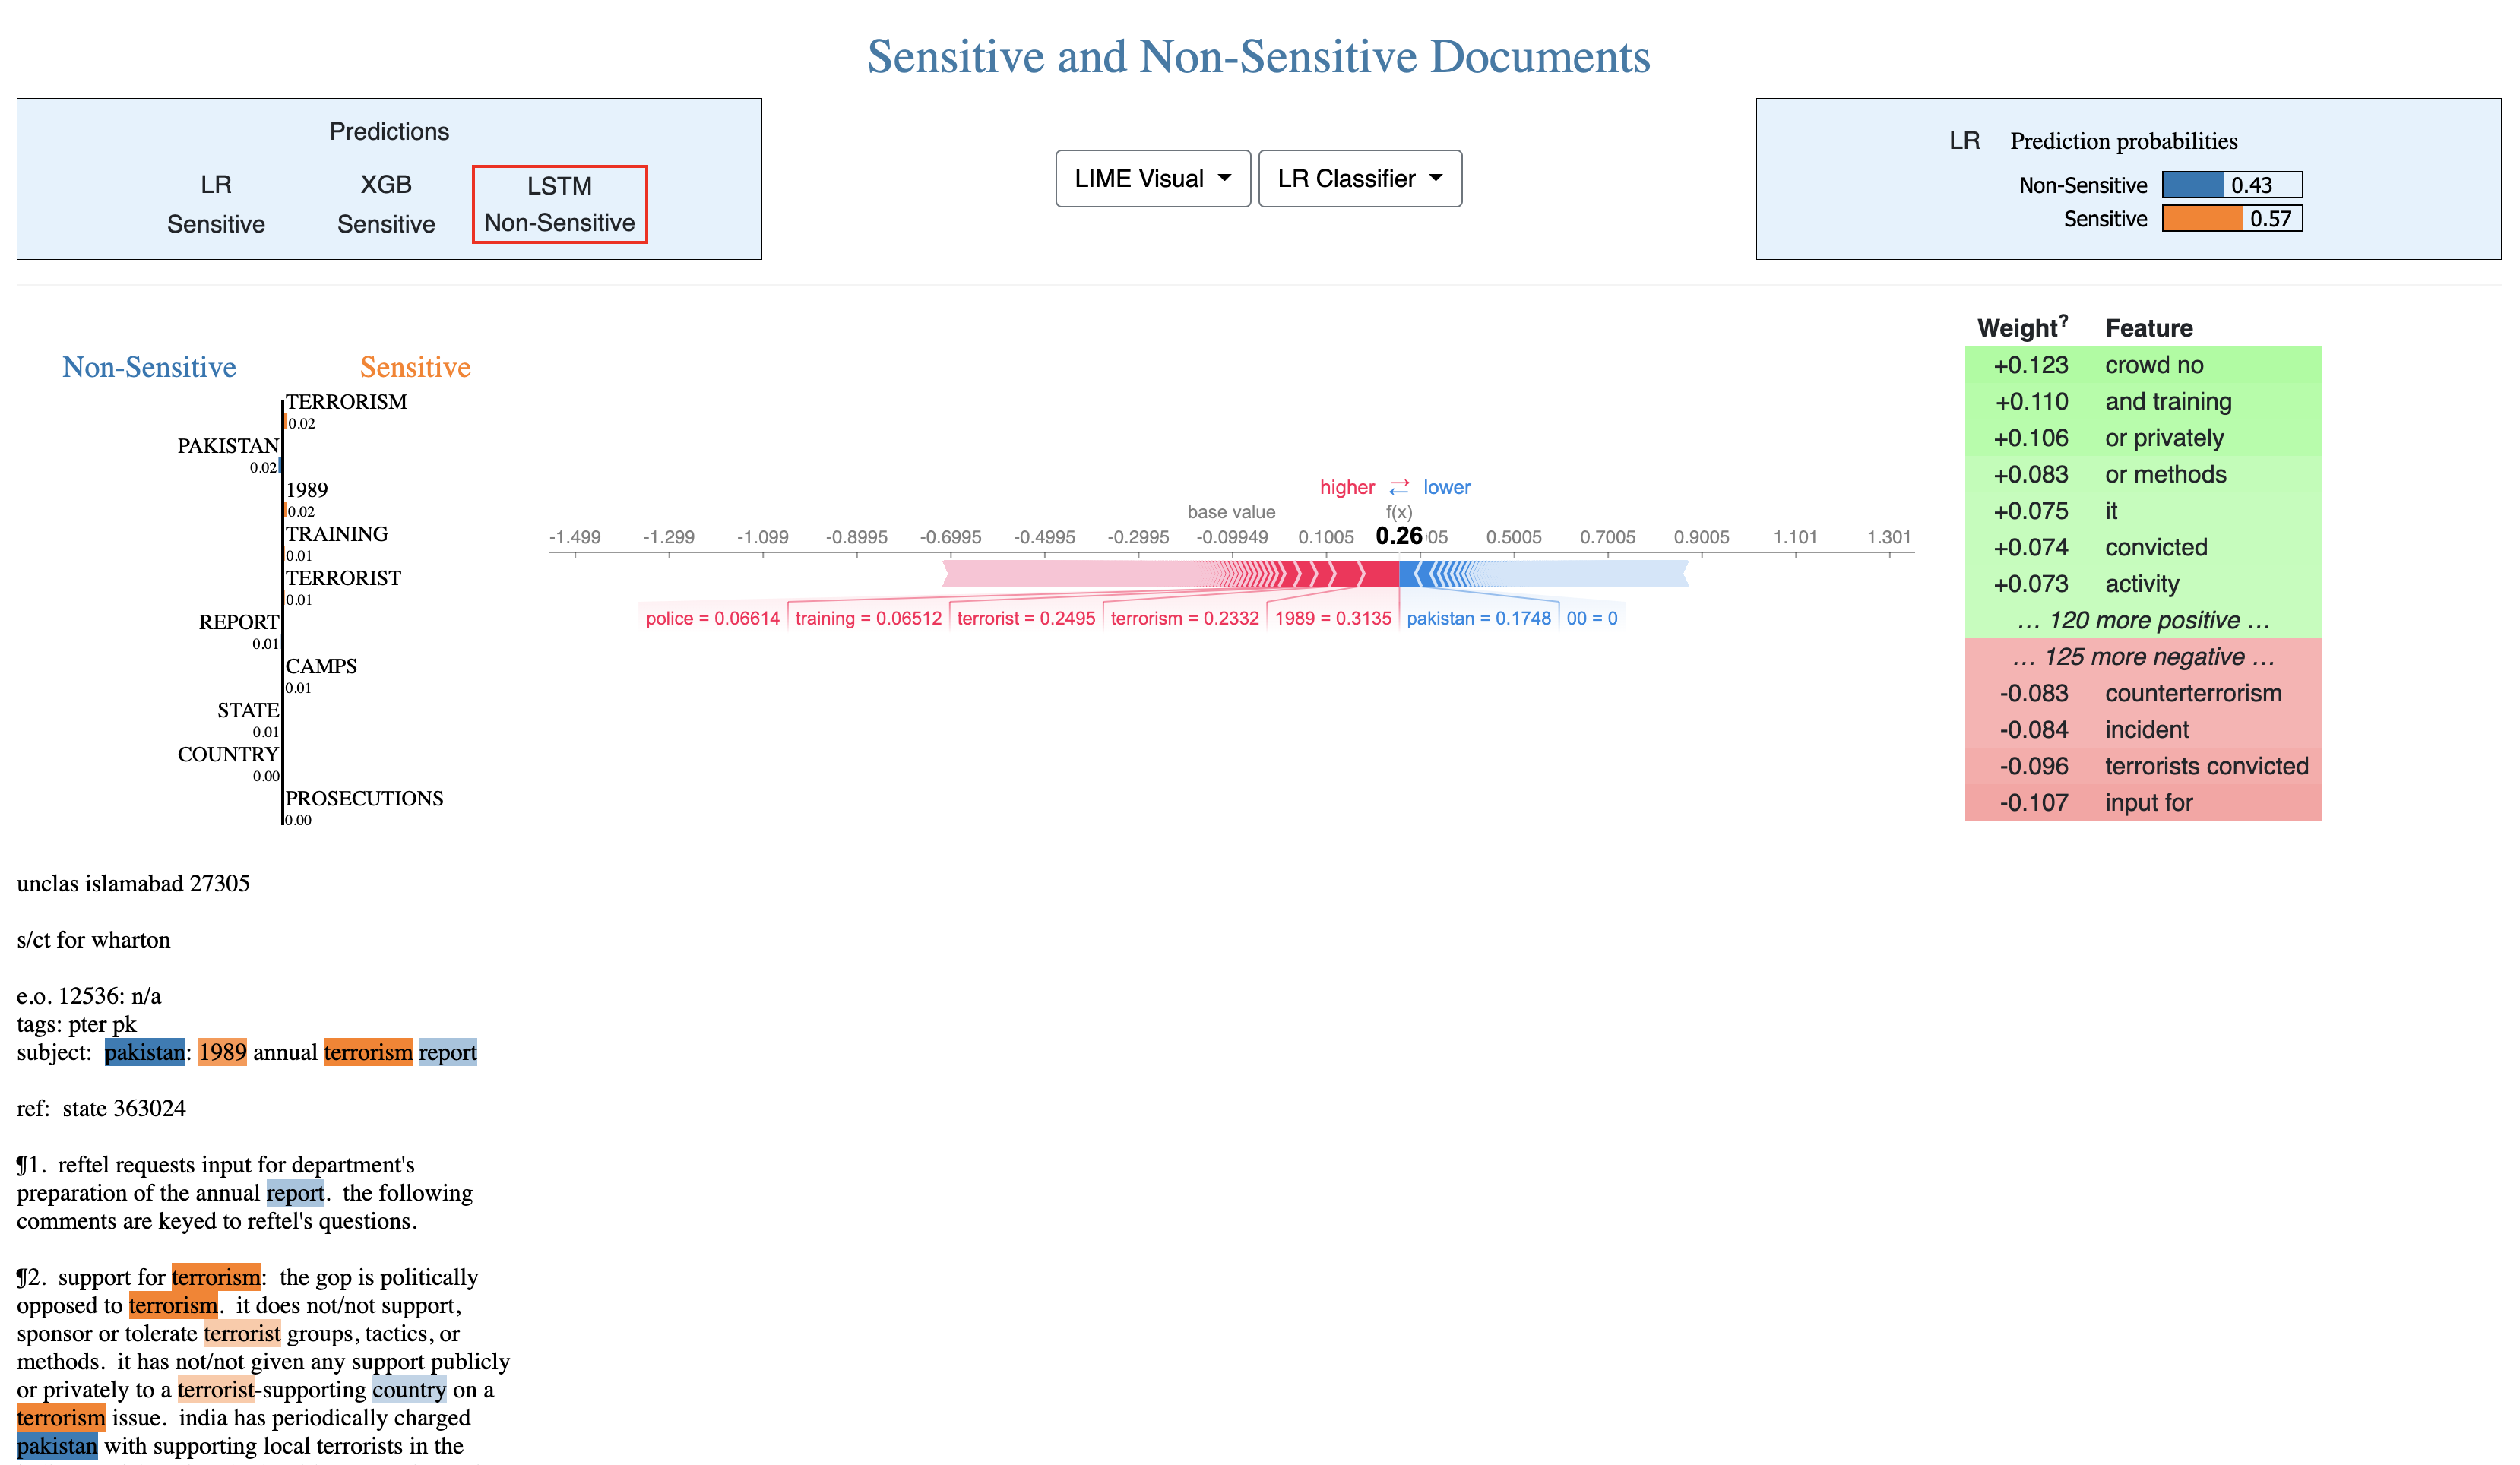 Sensitive and Non-Sensitive Documents
Predictions
LR XGB LSTM
Sensitive Sensitive Non-Sensitive
LIME Visual LR Classifier
LR Prediction probabilities
Non-Sensitive 0.43
Sensitive 0.57
Non-Sensitive Sensitive
TERRORISM
0.02
PAKISTAN
0.02
1989
0.02
TRAINING
0.01
TERRORIST
0.01
REPORT
0.01
CAMPS
0.01
STATE
0.01
COUNTRY
0.00
PROSECUTIONS
0.00
higher ⇄ lower
base value f(x)
-1.499 -1.299 -1.099 -0.8995 -0.6995 -0.4995 -0.2995 -0.09949 0.1005 0.26 05 0.5005 0.7005 0.9005 1.101 1.301
police = 0.06614 training = 0.06512 terrorist = 0.2495 terrorism = 0.2332 1989 = 0.3135 pakistan = 0.1748 00 = 0
Weight? Feature
+0.123 crowd no
+0.110 and training
+0.106 or privately
+0.083 or methods
+0.075 it
+0.074 convicted
+0.073 activity
… 120 more positive …
… 125 more negative …
-0.083 counterterrorism
-0.084 incident
-0.096 terrorists convicted
-0.107 input for
unclas islamabad 27305
s/ct for wharton
e.o. 12536: n/a
tags: pter pk
subject: pakistan: 1989 annual terrorism report
ref: state 363024
¶1. reftel requests input for department's
preparation of the annual report. the following
comments are keyed to reftel's questions.
¶2. support for terrorism: the gop is politically
opposed to terrorism. it does not/not support,
sponsor or tolerate terrorist groups, tactics, or
methods. it has not/not given any support publicly
or privately to a terrorist-supporting country on a
terrorism issue. india has periodically charged
pakistan with supporting local terrorists in the